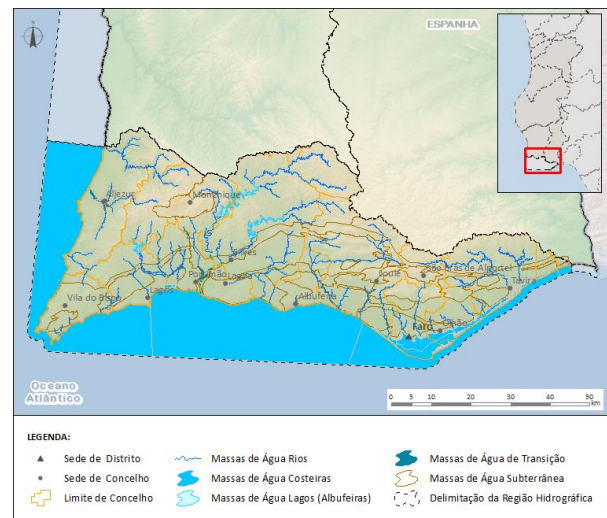 N
ESPANHA
Aljezur
Monchique
Silves
São Brás de Alportel
Loulé
Portimão
Lagoa
Tavira
Lagos
Vila do Bispo
Albufeira
Olhão
Faro
Oceano
Atlântico
0 5 10 20 30 40 50
km
LEGENDA:
Sede de Distrito
Massas de Água Rios
Massas de Água de Transição
Sede de Concelho
Massas de Água Costeiras
Massas de Água Subterrânea
Limite de Concelho
Massas de Água Lagos (Albufeiras)
Delimitação da Região Hidrográfica